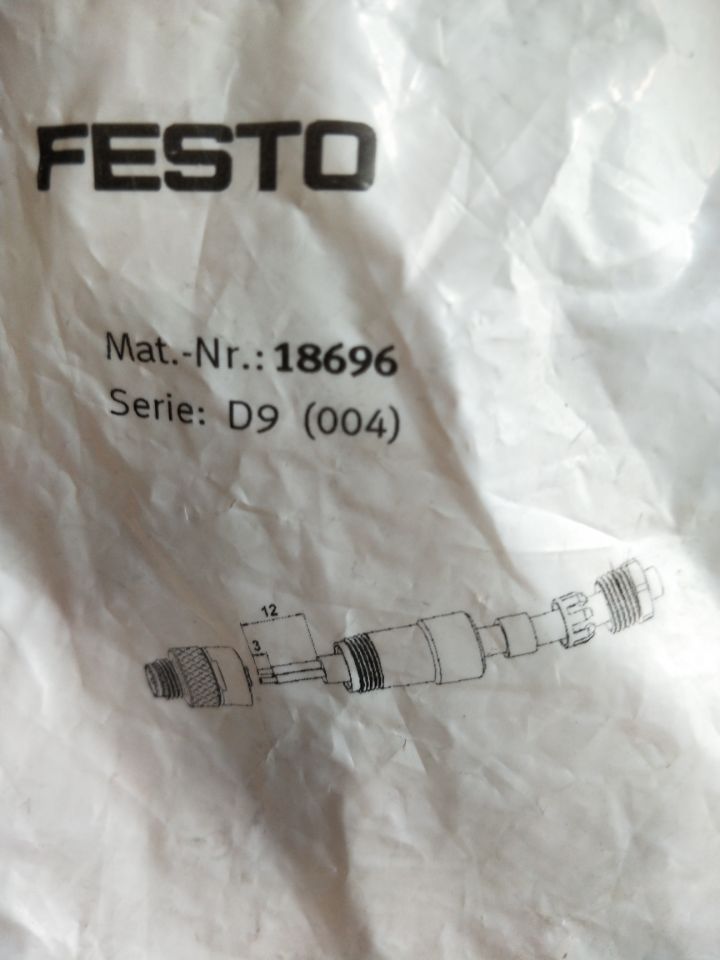 FESTO
Mat.-Nr.: 18696
Serie: D9 (004)
12
3